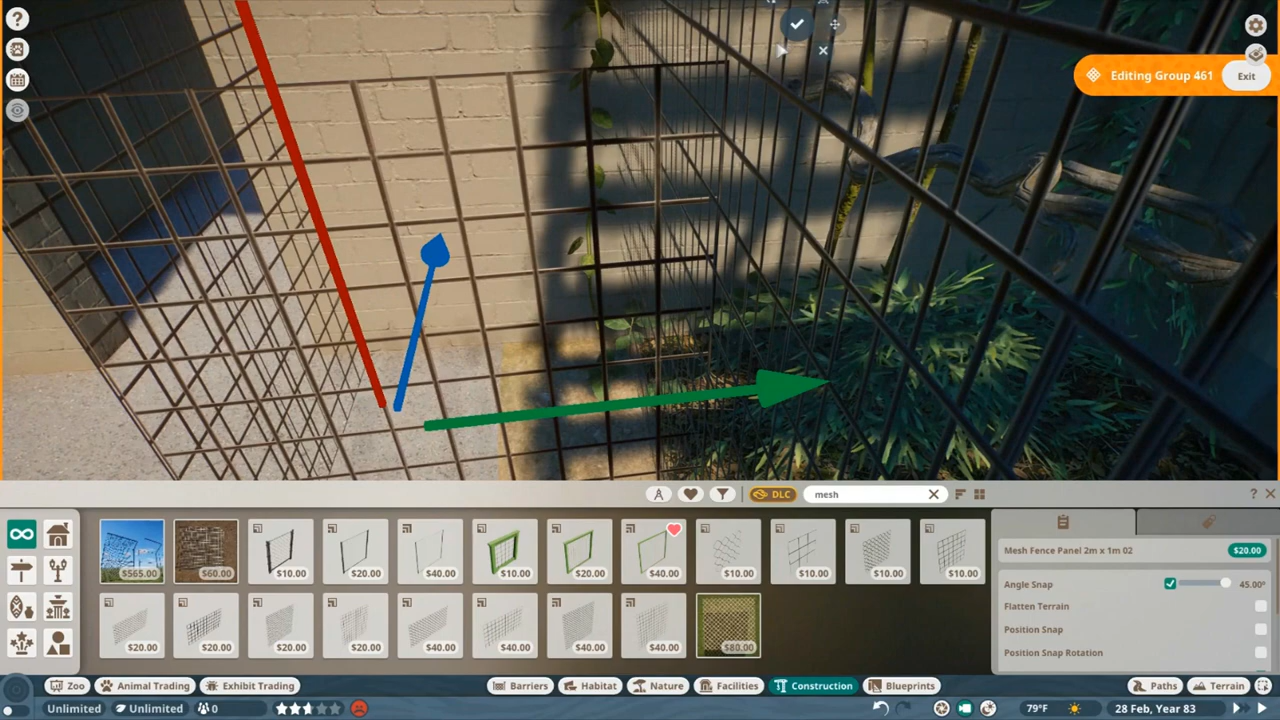 ?
Editing Group 461 Exit
A DLC mesh
? X
$565.00 $60.00 $10.00 $20.00 $40.00 $10.00 $20.00 $40.00 $10.00 $10.00 $10.00 $10.00
$20.00 $20.00 $20.00 $20.00 $40.00 $40.00 $40.00 $40.00 $80.00
Mesh Fence Panel 2m x 1m 02 $20.00
Angle Snap 45.00º
Flatten Terrain
Position Snap
Position Snap Rotation
Zoo Animal Trading Exhibit Trading Barriers Habitat Nature Facilities Construction Blueprints Paths Terrain
Unlimited Unlimited 0 79°F 28 Feb, Year 83